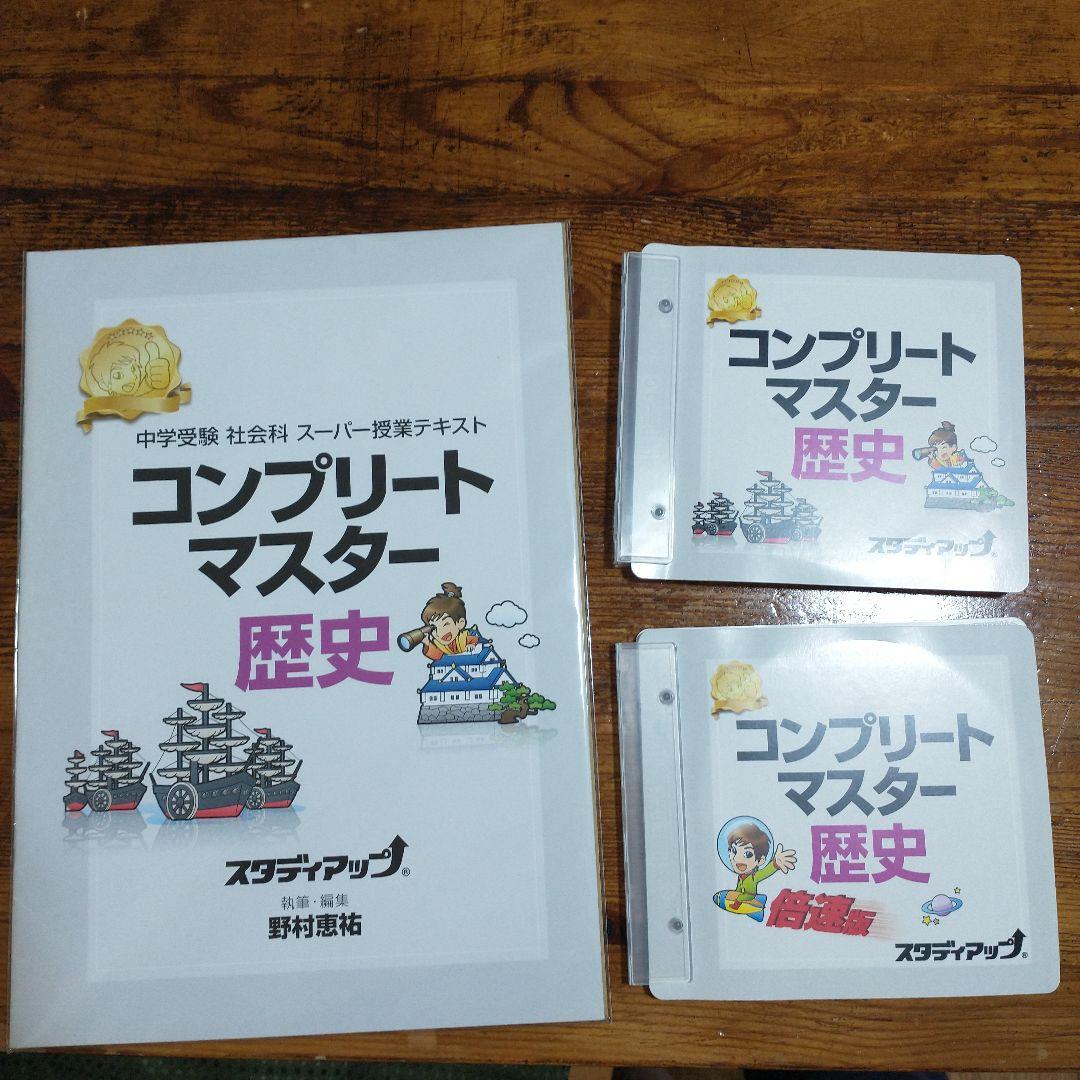 中学受験 社会科 スーパー授業テキスト
コンプリート
マスター
歴史
スタディアップ®
執筆・編集
野村恵祐
コンプリート
マスター
歴史
スタディアップ®
コンプリート
マスター
歴史
倍速版
スタディアップ®